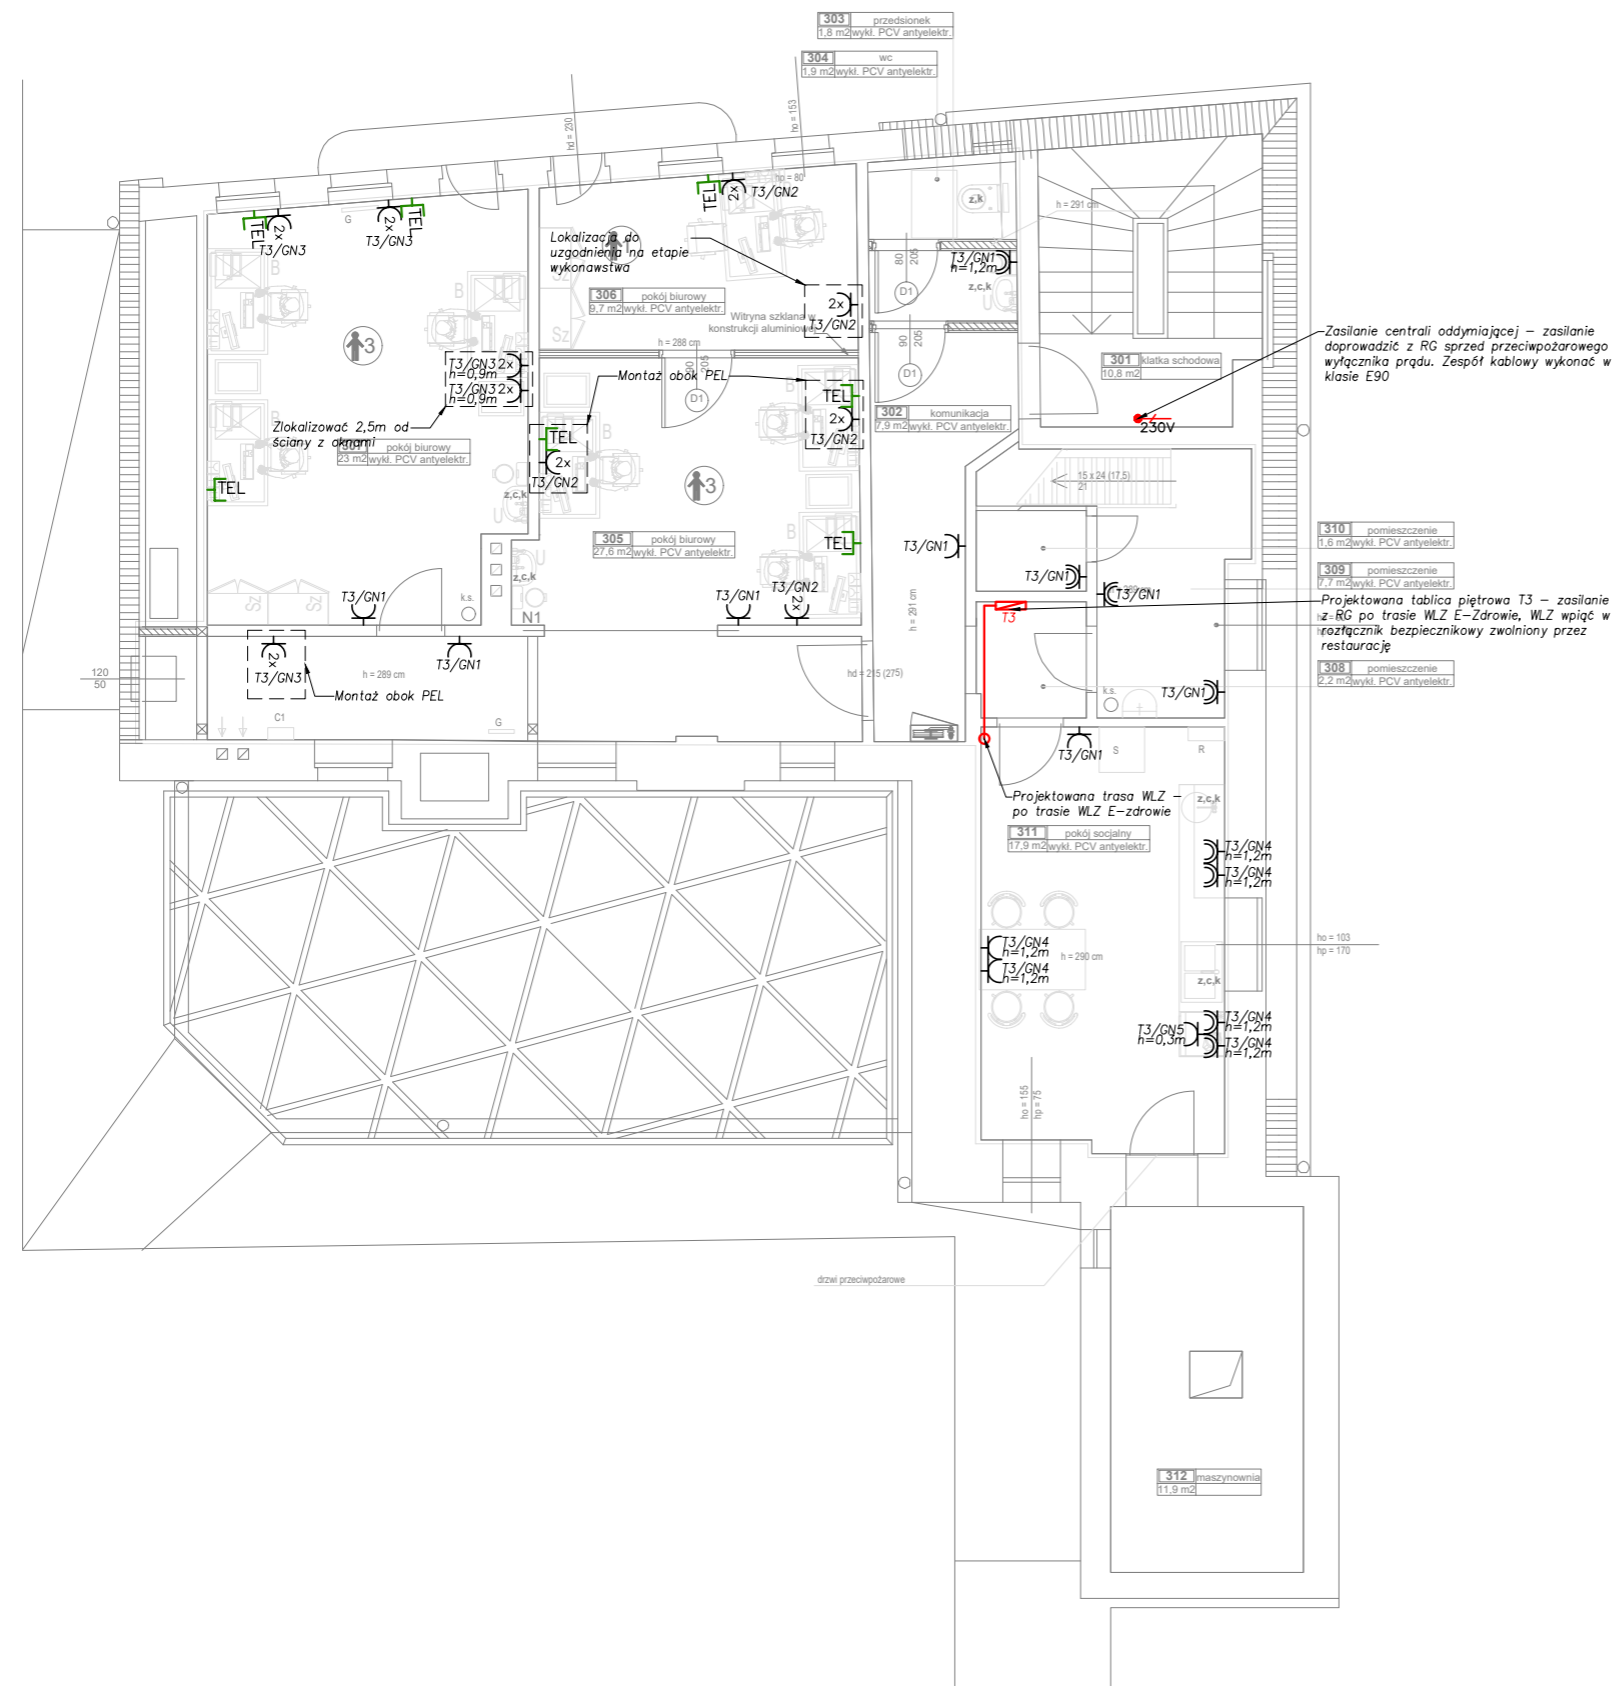 303 przedsionek
1,8 m2 wykł. PCV antyelektr.
304 wc
1,9 m2 wykł. PCV antyelektr.
hd = 230
ho = 153
hp = 80
TEL
2x
T3/GN3
G
2x
T3/GN3
TEL
TEL
2x
T3/GN2
z,k
h = 291 cm
Lokalizacja do
uzgodnienia na etapie
wykonawstwa
1
80
205
T3/GN1
h=1,2m
z,c,k
D1
B
B
Sz
Sz
306 pokój biurowy
9,7 m2 wykł. PCV antyelektr.
2x
T3/GN2
Witryna szklana w
konstrukcji aluminiowej
h = 288 cm
3
90
205
90
205
D1
D1
Zasilanie centrali oddymiającej – zasilanie
doprowadzić z RG sprzed przeciwpożarowego
wyłącznika prądu. Zespół kablowy wykonać w
klasie E90
301 klatka schodowa
10,8 m2
T3/GN3 2x
h=0,9m
T3/GN3 2x
h=0,9m
Montaż obok PEL
B
TEL
2x
T3/GN2
302 komunikacja
7,9 m2 wykł. PCV antyelektr.
230V
Zlokalizować 2,5m od
ściany z oknami
pokój biurowy
23 m2 wykł. PCV antyelektr.
B
B
TEL
2x
T3/GN2
B
3
TEL
z,c,k
U
15 x 24 (17,5)
21
305 pokój biurowy
27,6 m2 wykł. PCV antyelektr.
B
TEL
T3/GN1
310 pomieszczenie
1,6 m2 wykł. PCV antyelektr.
309 pomieszczenie
7,7 m2 wykł. PCV antyelektr.
U
z,c,k
T3/GN1
T3/GN1
Sz
Sz
T3/GN1
k.s.
N1
T3/GN1
T3/GN2
2x
T3
h = 291 cm
Projektowana tablica piętrowa T3 – zasilanie
z RG po trasie WLZ E-Zdrowie, WLZ wpiąć w
rozłącznik bezpiecznikowy zwolniony przez
restaurację
308 pomieszczenie
2,2 m2 wykł. PCV antyelektr.
120
50
2x
T3/GN3
h = 289 cm
T3/GN1
hd = 215 (275)
Montaż obok PEL
C1
G
k.s.
T3/GN1
T3/GN1
S
R
Projektowana trasa WLZ –
po trasie WLZ E-zdrowie
z,c,k
311 pokój socjalny
17,9 m2 wykł. PCV antyelektr.
T3/GN4
h=1,2m
T3/GN4
h=1,2m
T3/GN4
h=1,2m
T3/GN4
h=1,2m
h = 290 cm
ho = 103
hp = 170
z,c,k
T3/GN5
h=0,3m
T3/GN4
h=1,2m
T3/GN4
h=1,2m
ho = 155
hp = 75
drzwi przeciwpożarowe
312 maszynownia
11,9 m2